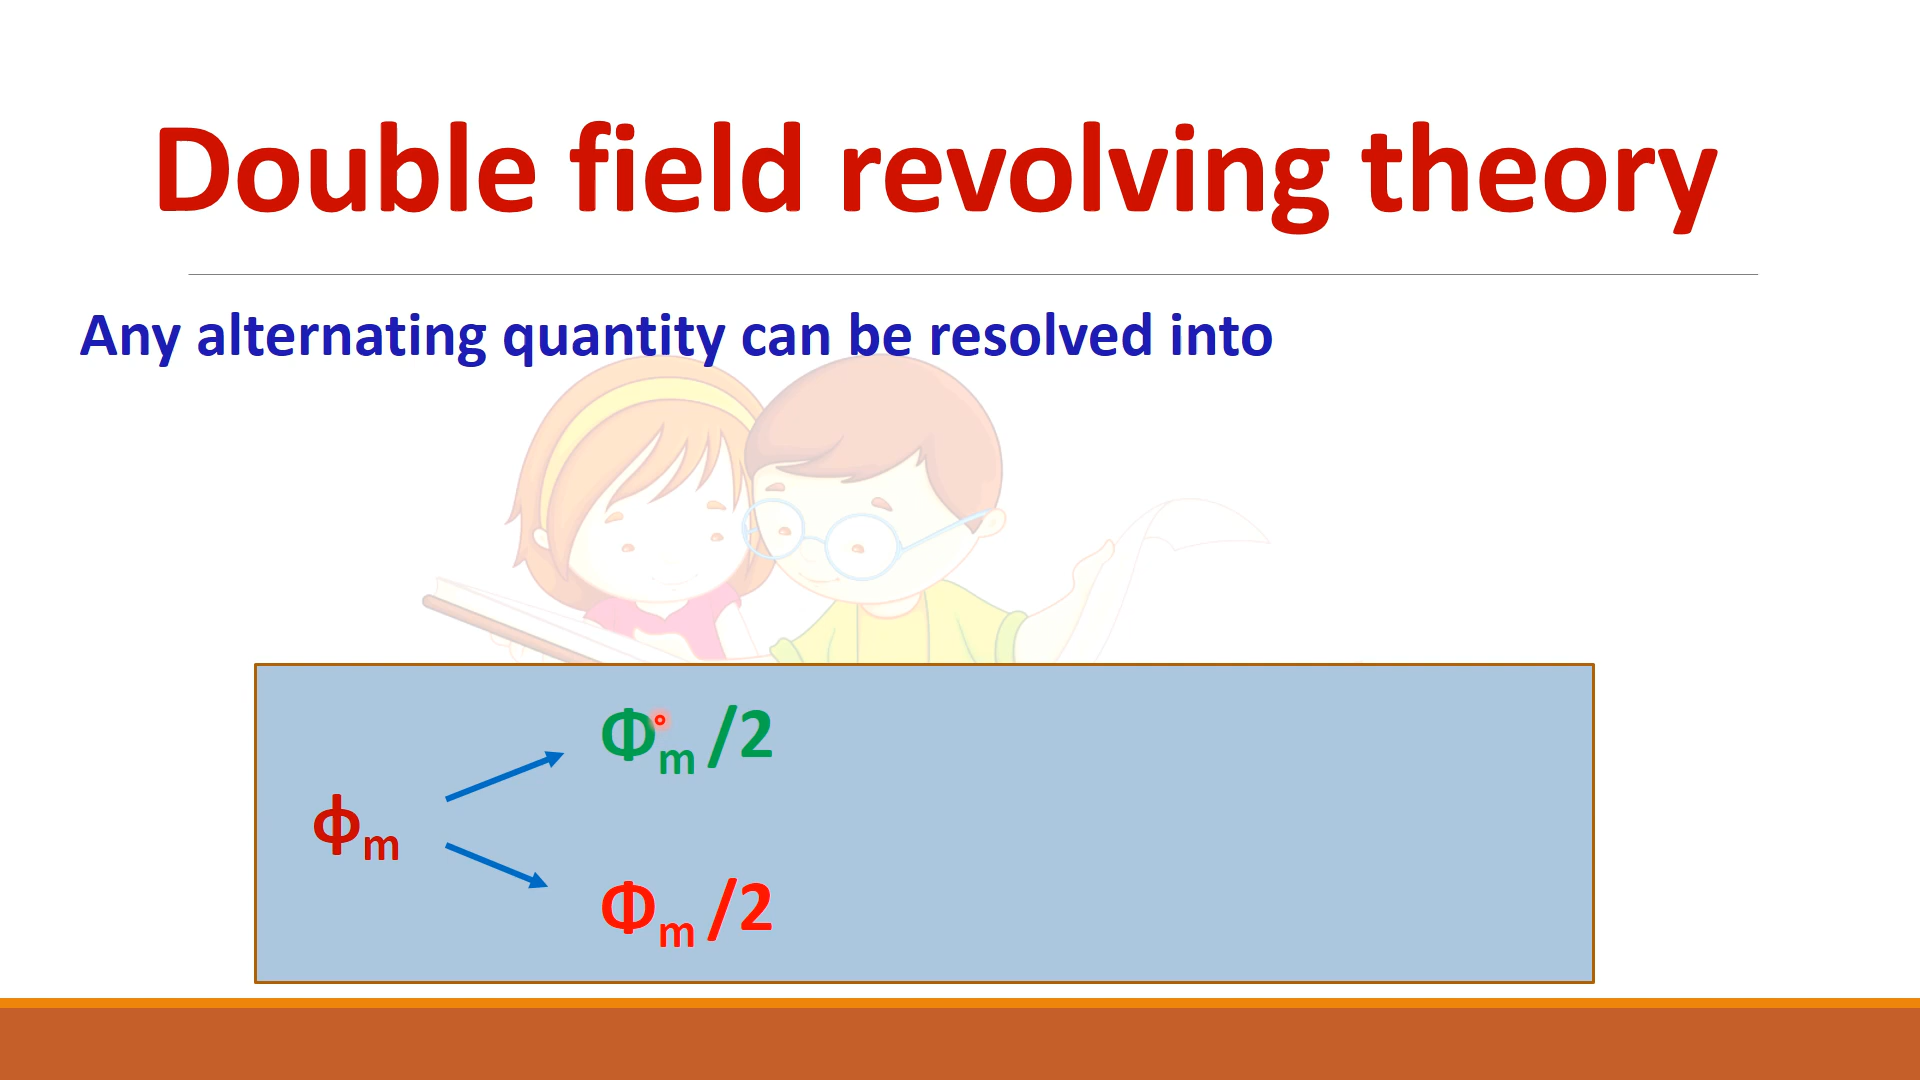 Double field revolving theory
Any alternating quantity can be resolved into
Φm /2
ϕm
Φm /2